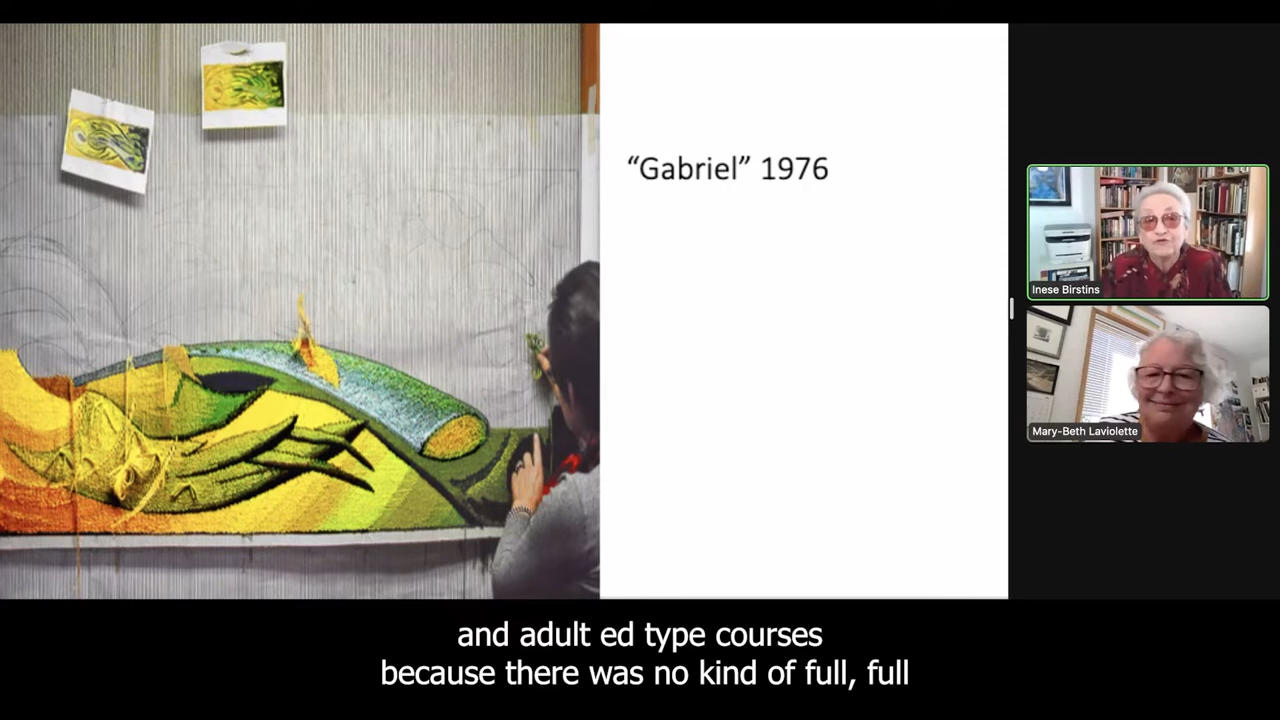 “Gabriel” 1976
Inese Birstins
Mary-Beth Laviolette
and adult ed type courses
because there was no kind of full, full